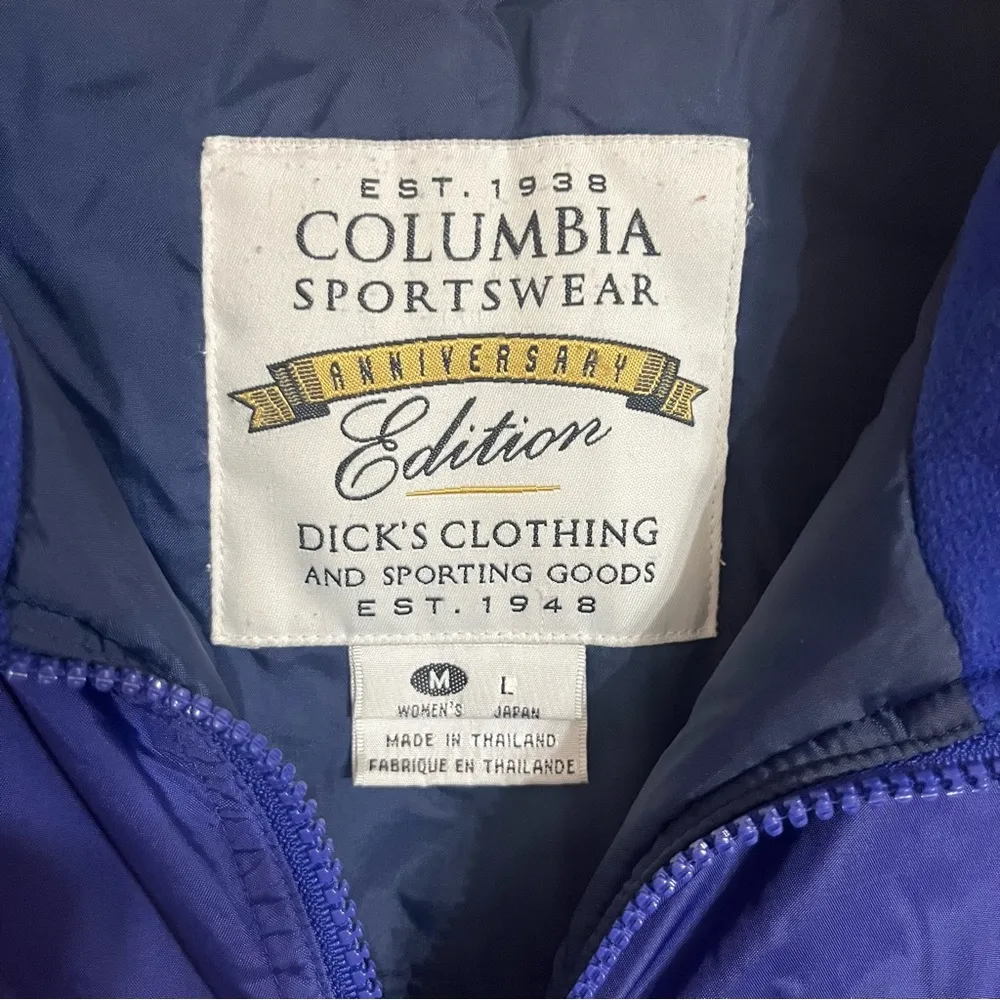 EST. 1938
COLUMBIA
SPORTSWEAR
ANNIVERSARY
Edition
DICK'S CLOTHING
AND SPORTING GOODS
EST. 1948
M L
WOMEN'S JAPAN
MADE IN THAILAND
FABRIQUE EN THAILANDE